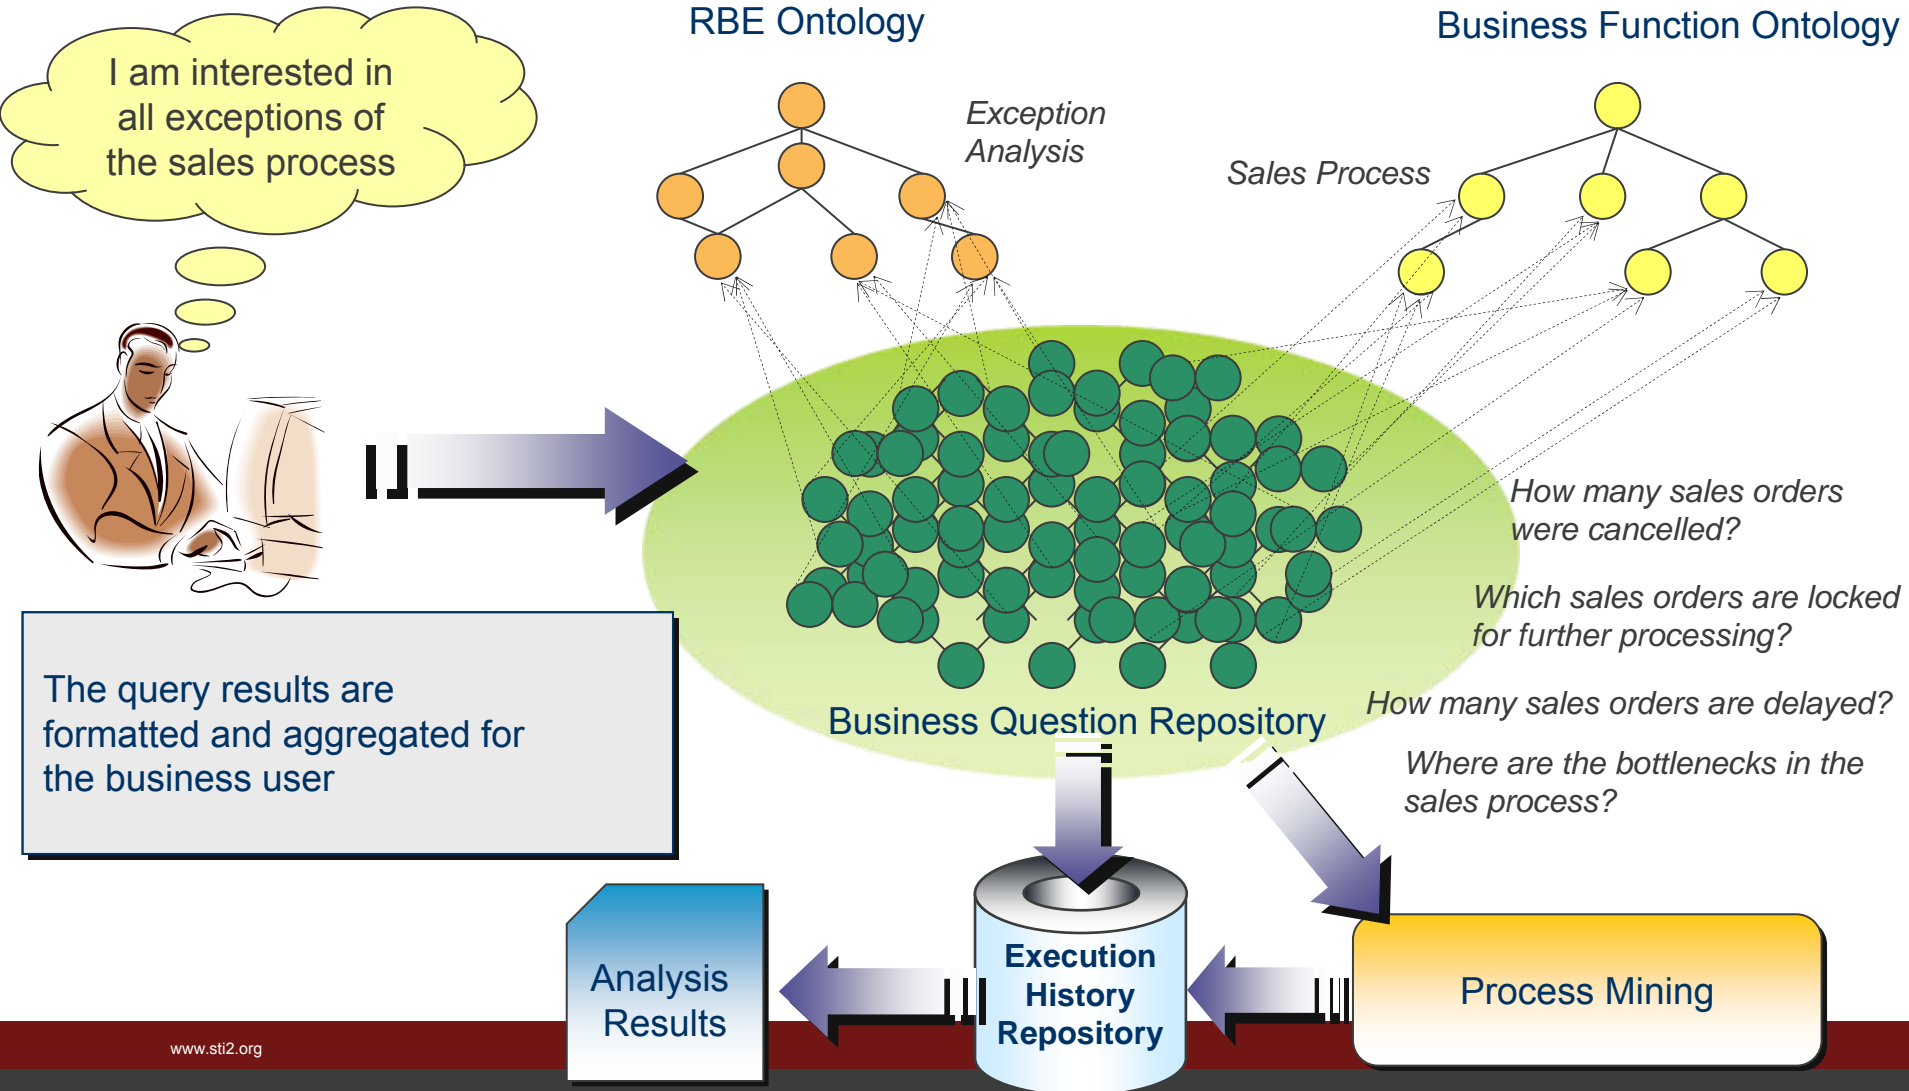 RBE Ontology
Business Function Ontology
I am interested in
all exceptions of
the sales process
Exception
Analysis
Sales Process
How many sales orders
were cancelled?
Which sales orders are locked
for further processing?
The query results are
formatted and aggregated for
the business user
Business Question Repository
How many sales orders are delayed?
Where are the bottlenecks in the
sales process?
Execution
History
Repository
Analysis
Results
Process Mining
www.sti2.org